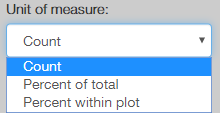 Unit of measure:
Count
Count
Percent of total
Percent within plot